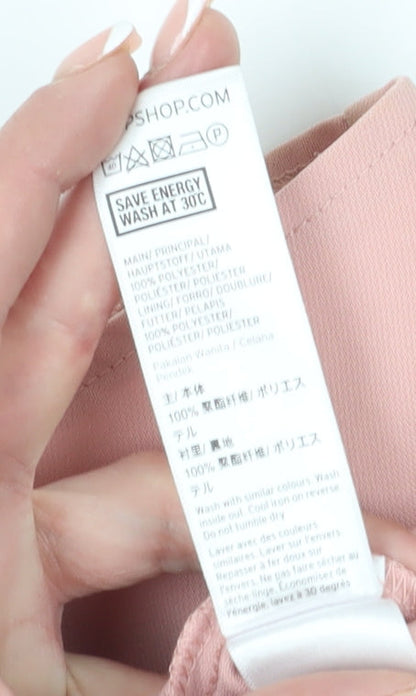 PSHOP.COM
P
SAVE ENERGY
WASH AT 30°C
MAIN/ PRINCIPAL/
HAUPTSTOFF/ UTAMA
100% POLYESTER/
POLIÉSTER/ POLIESTER
LINING/ FORRO/ DOUBLURE/
FUTTER/ PELAPIS
100% POLYESTER/
POLIÉSTER/ POLIESTER
Pakaian Wanita / Celana
Pendek
主/ 本体
100% 聚酯纤维/ ポリエス
テル
衬里/ 裏地
100% 聚酯纤维/ ポリエス
テル
Wash with similar colours. Wash
inside out. Cool iron on reverse.
Do not tumble dry
Laver avec des couleurs
similaires. Laver sur l'envers
Repasser à fer doux sur
l'envers. Ne pas faire sécher au
sèche linge. Économisez de
l'énergie, lavez à 30 degrés